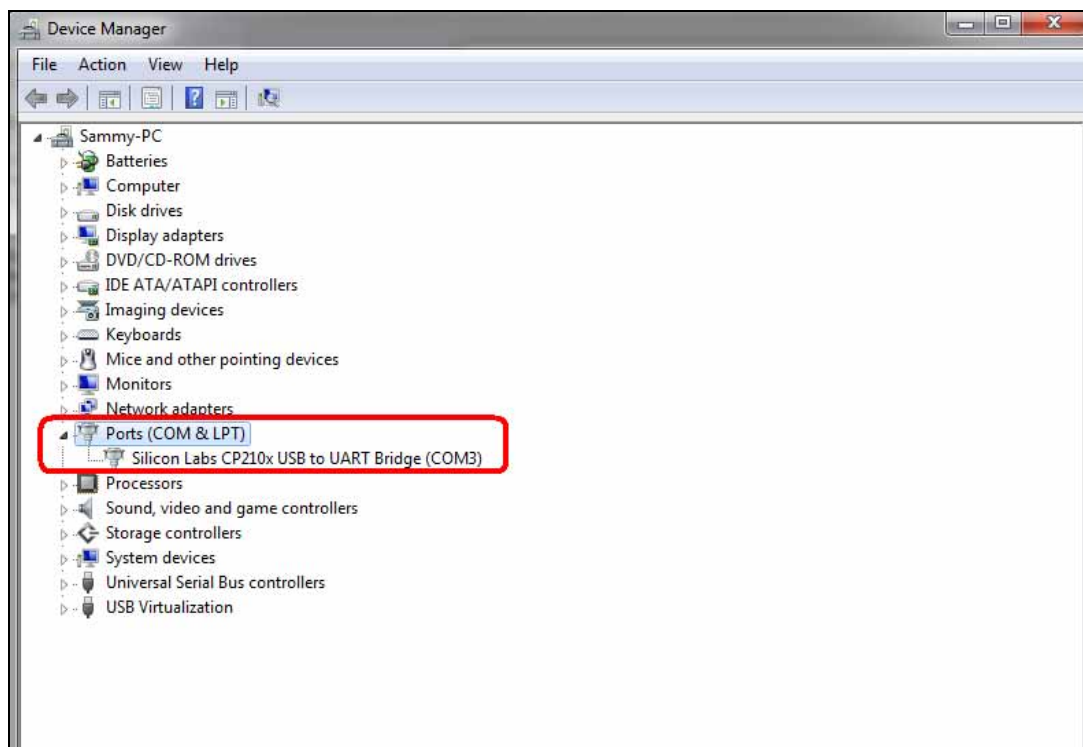 Device Manager
File Action View Help
Sammy-PC
Batteries
Computer
Disk drives
Display adapters
DVD/CD-ROM drives
IDE ATA/ATAPI controllers
Imaging devices
Keyboards
Mice and other pointing devices
Monitors
Network adapters
Ports (COM & LPT)
Silicon Labs CP210x USB to UART Bridge (COM3)
Processors
Sound, video and game controllers
Storage controllers
System devices
Universal Serial Bus controllers
USB Virtualization